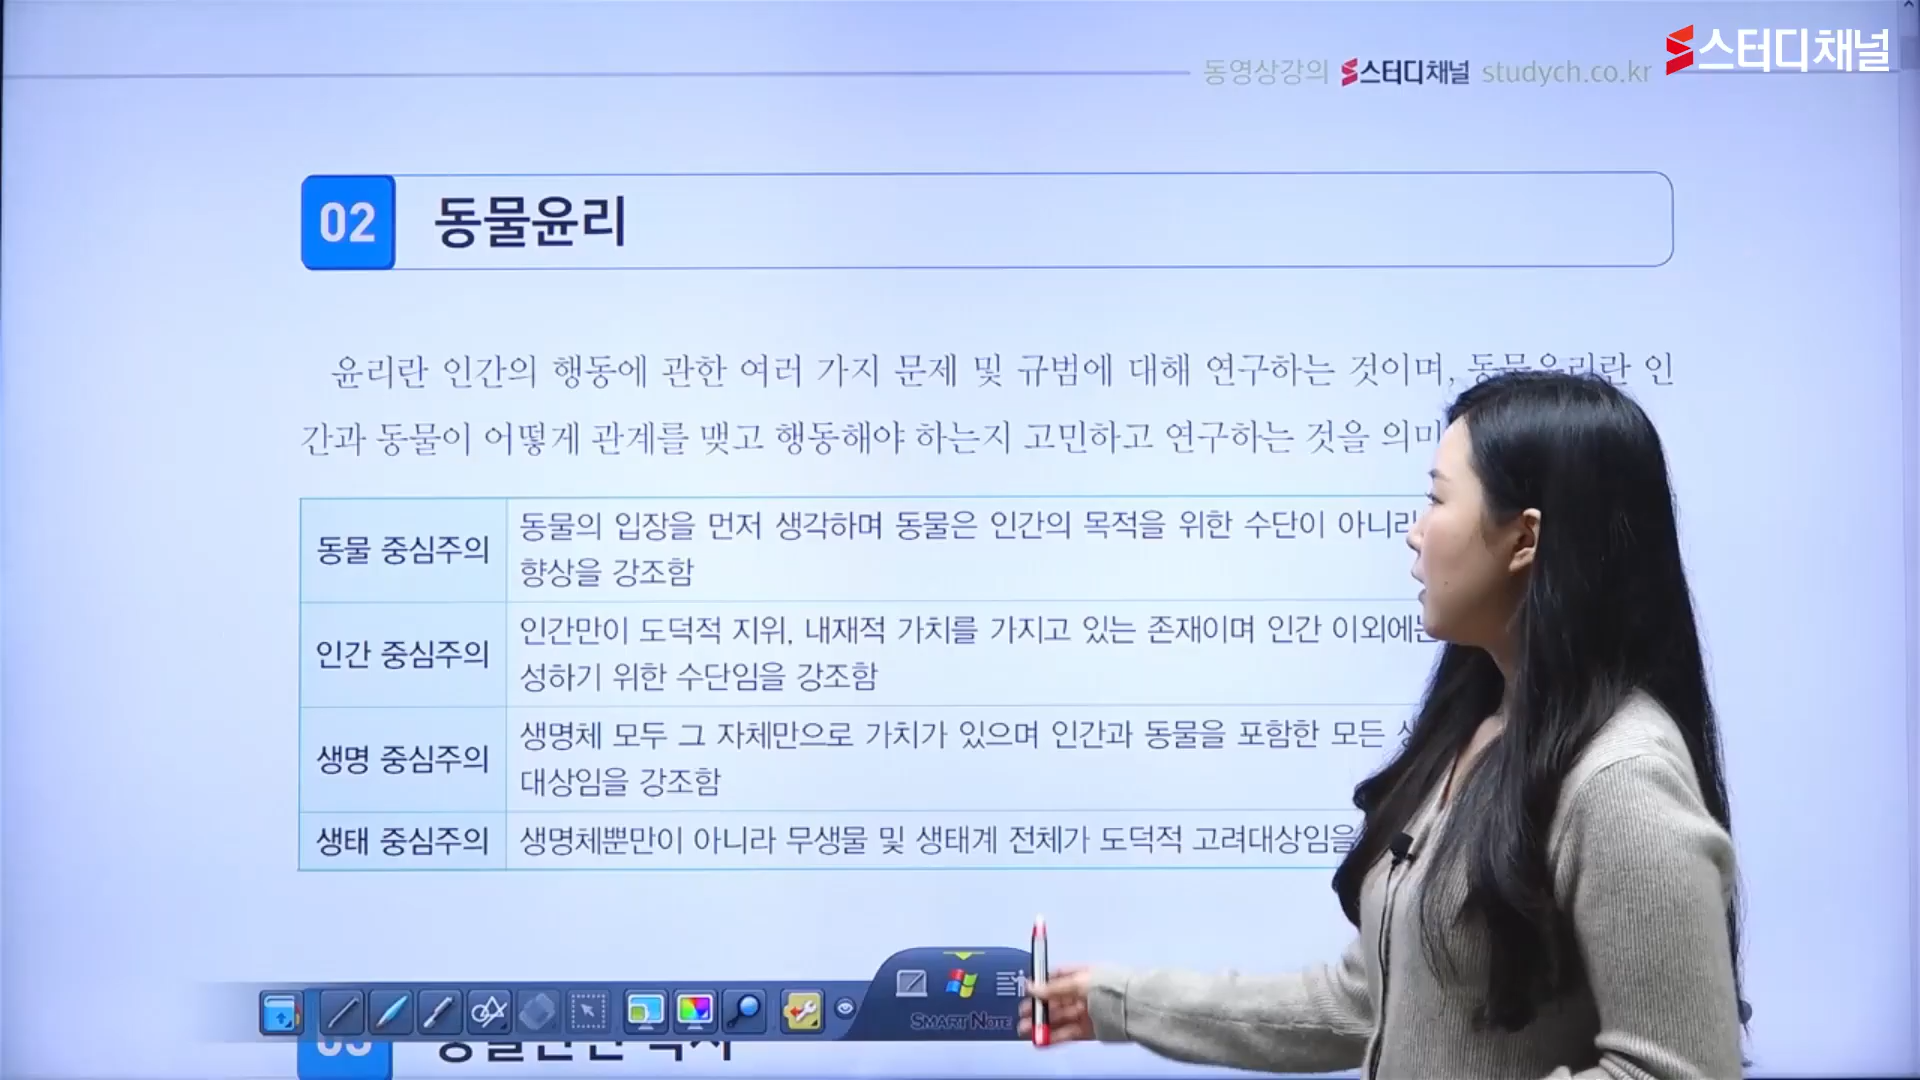 스터디채널
동영상강의 스터디채널 studych.co.kr
02 동물윤리
윤리란 인간의 행동에 관한 여러 가지 문제 및 규범에 대해 연구하는 것이며, 동물윤리란 인
간과 동물이 어떻게 관계를 맺고 행동해야 하는지 고민하고 연구하는 것을 의미
동물 중심주의
동물의 입장을 먼저 생각하며 동물은 인간의 목적을 위한 수단이
향상을 강조함
인간 중심주의
인간만이 도덕적 지위, 내재적 가치를 가지고 있는 존재이며 인간
성하기 위한 수단임을 강조함
생명 중심주의
생명체 모두 그 자체만으로 가치가 있으며 인간과 동물을 포함한 모든
대상임을 강조함
생태 중심주의
생명체뿐만이 아니라 무생물 및 생태계 전체가 도덕적 고려대상임을
SMART NOTE
03